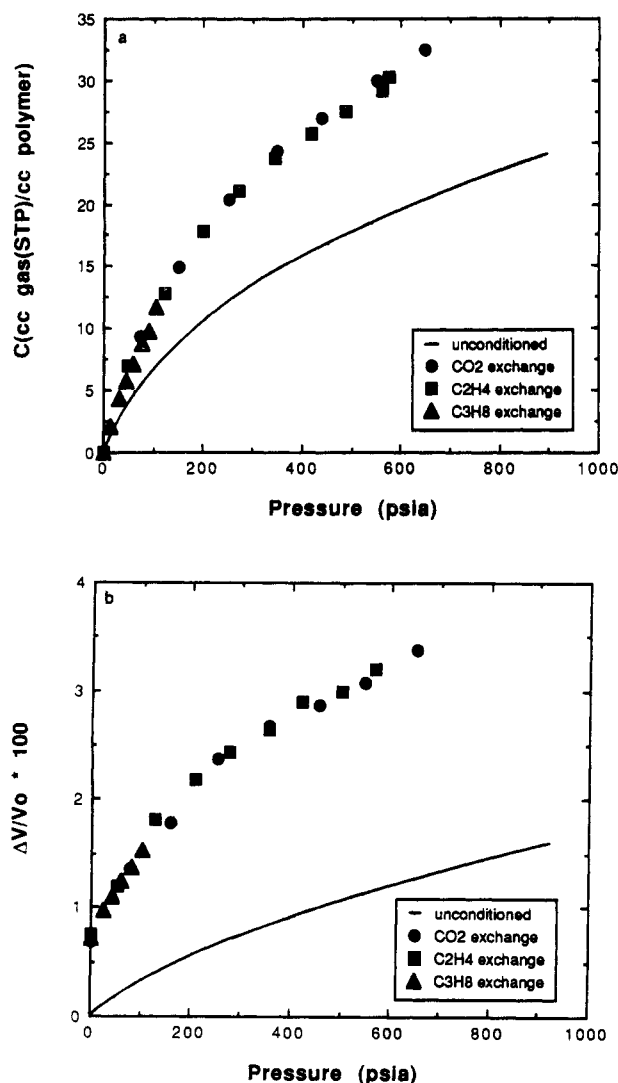 a
35
30
25
20
15
10
5
0
C(cc gas(STP)/cc polymer)
— unconditioned
● CO2 exchange
■ C2H4 exchange
▲ C3H8 exchange
0 200 400 600 800 1000
Pressure (psia)
b
4
3
2
1
0
ΔV/Vo * 100
— unconditioned
● CO2 exchange
■ C2H4 exchange
▲ C3H8 exchange
0 200 400 600 800 1000
Pressure (psia)